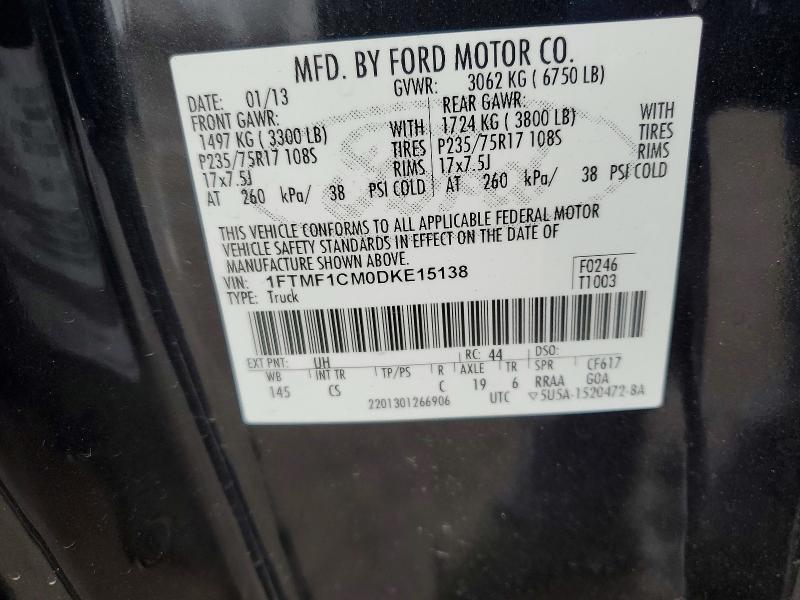 MFD. BY FORD MOTOR CO.
DATE: 01/13 GVWR: 3062 KG ( 6750 LB)
FRONT GAWR: REAR GAWR:
1497 KG ( 3300 LB) WITH 1724 KG ( 3800 LB) WITH
P235/75R17 108S TIRES P235/75R17 108S TIRES
17x7.5J RIMS 17x7.5J RIMS
AT 260 kPa/ 38 PSI COLD AT 260 kPa/ 38 PSI COLD
THIS VEHICLE CONFORMS TO ALL APPLICABLE FEDERAL MOTOR
VEHICLE SAFETY STANDARDS IN EFFECT ON THE DATE OF
MANUFACTURE SHOWN ABOVE.
VIN: 1FTMF1CM0DKE15138 F0246
TYPE: Truck T1003
EXT PNT: UH RC: 44 DSO:
WB INT TR TP/PS R AXLE TR SPR CF617
145 CS C 19 6 RRAA GOA
2201301266906 UTC ▽5U5A-1520472-BA